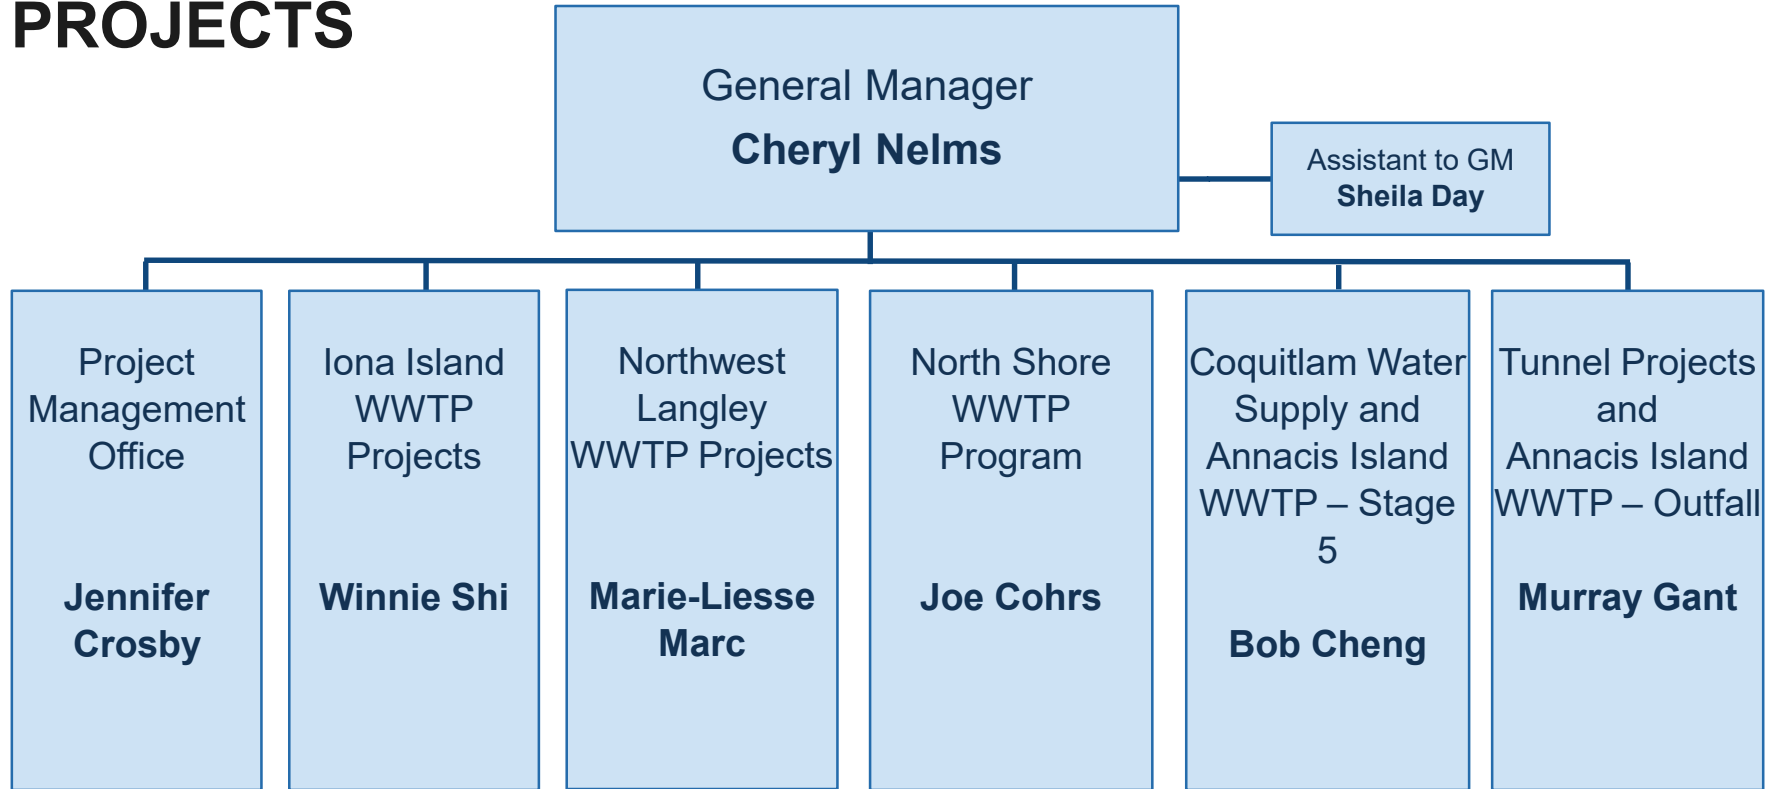 PROJECTS
General Manager
Cheryl Nelms
Assistant to GM
Sheila Day
Project
Management
Office
Jennifer
Crosby
Iona Island
WWTP
Projects
Winnie Shi
Northwest
Langley
WWTP Projects
Marie-Liesse
Marc
North Shore
WWTP
Program
Joe Cohrs
Coquitlam Water
Supply and
Annacis Island
WWTP – Stage
5
Bob Cheng
Tunnel Projects
and
Annacis Island
WWTP – Outfall
Murray Gant